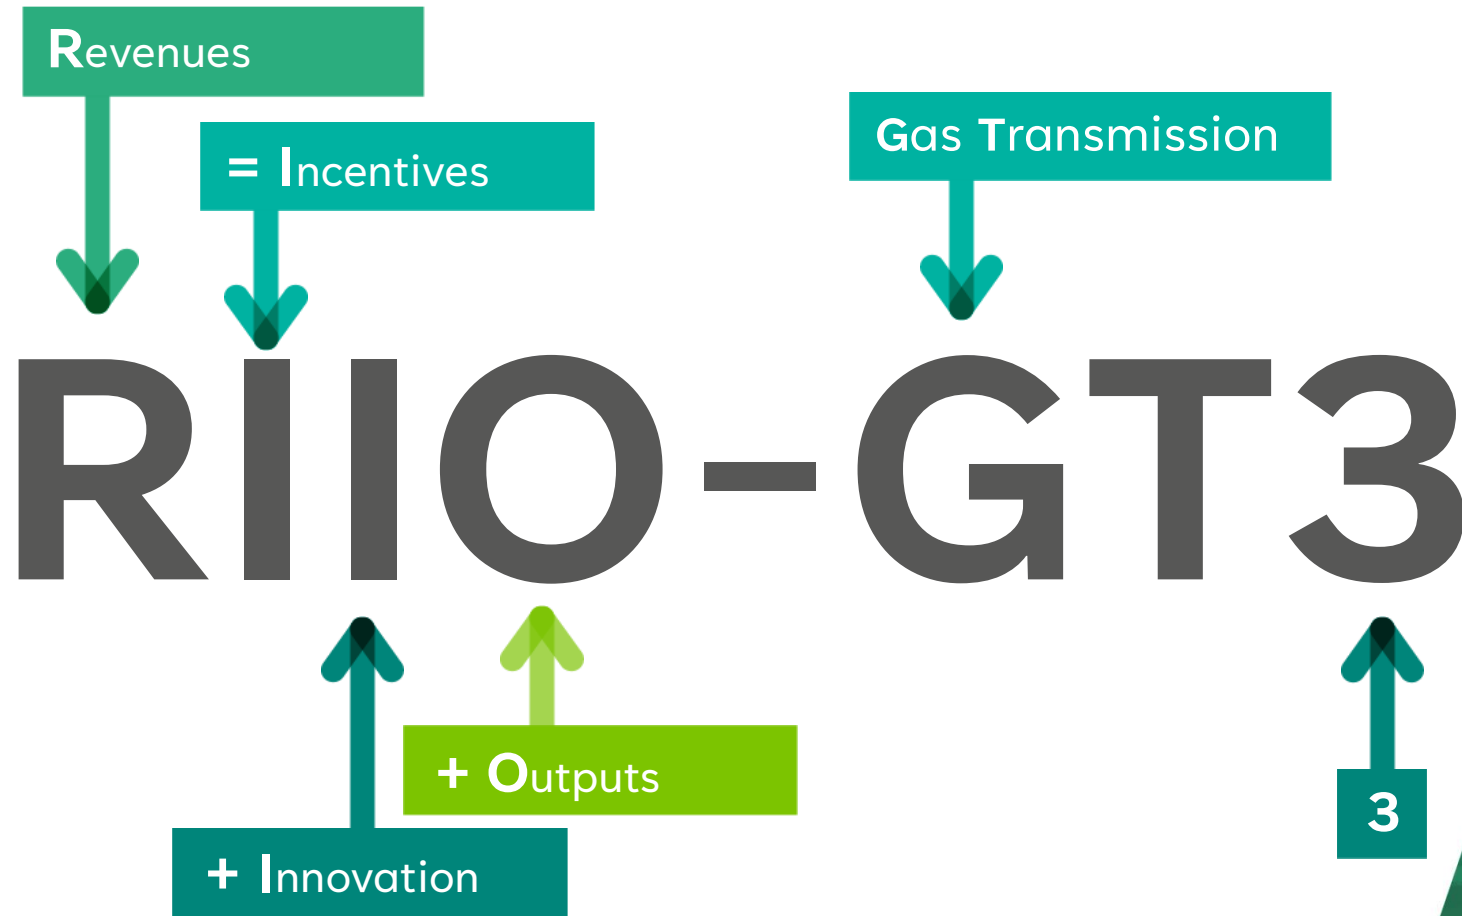 Revenues
= Incentives
Gas Transmission
RIIO-GT3
+ Outputs
3
+ Innovation